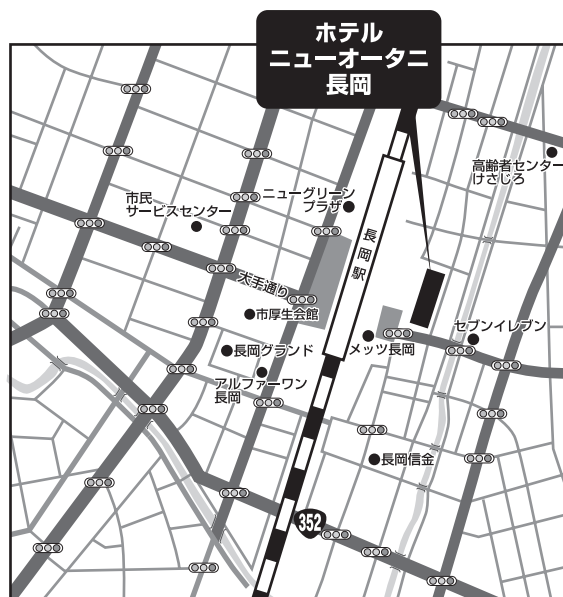 ホテル
ニューオータニ
長岡
高齢者センター
けさじろ
市民
サービスセンター
ニューグリーン
プラザ
長岡駅
大手通り
市厚生会館
セブンイレブン
メッツ長岡
長岡グランド
アルファーワン
長岡
長岡信金
352